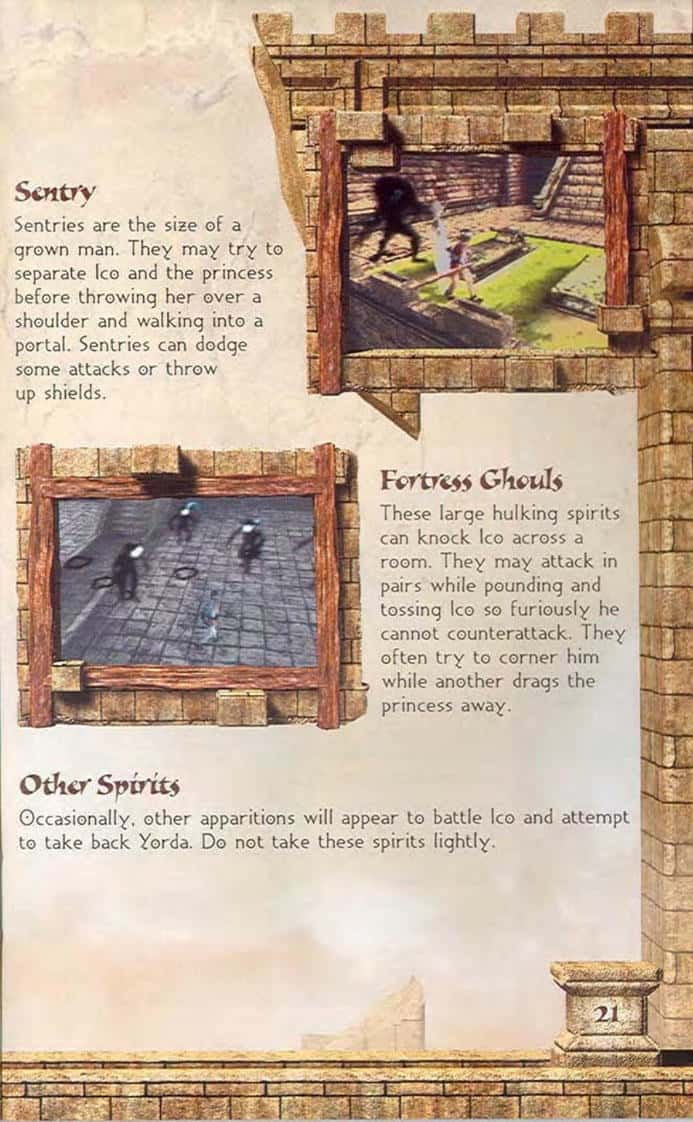 Sentry
Sentries are the size of a
grown man. They may try to
separate Ico and the princess
before throwing her over a
shoulder and walking into a
portal. Sentries can dodge
some attacks or throw
up shields.
Fortress Ghouls
These large hulking spirits
can knock Ico across a
room. They may attack in
pairs while pounding and
tossing Ico so furiously he
cannot counterattack. They
often try to corner him
while another drags the
princess away.
Other Spirits
Occasionally, other apparitions will appear to battle Ico and attempt
to take back Yorda. Do not take these spirits lightly.
21